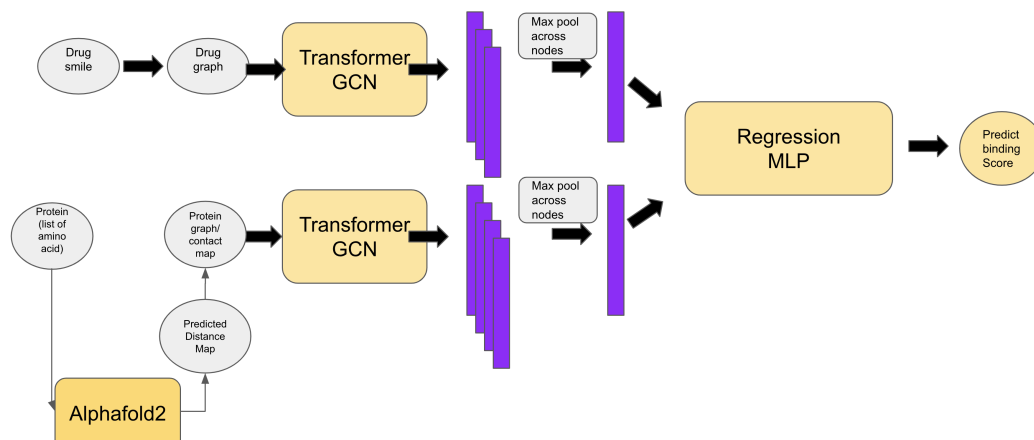 Drug
smile
Drug
graph
Transformer
GCN
Max pool
across
nodes
Regression
MLP
Predict
binding
Score
Protein
(list of
amino
acid)
Protein
graph/
contact
map
Transformer
GCN
Max pool
across
nodes
Predicted
Distance
Map
Alphafold2